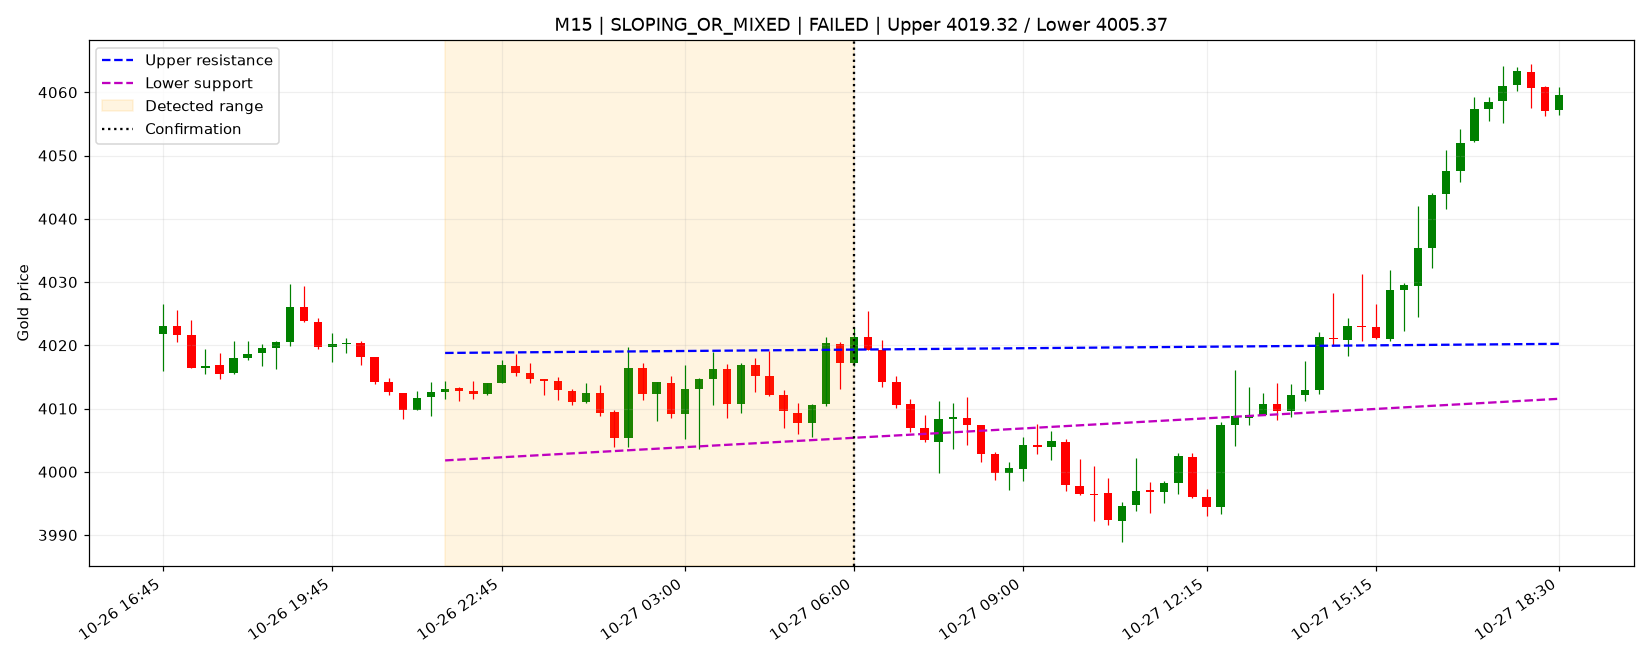 M15 | SLOPING_OR_MIXED | FAILED | Upper 4019.32 / Lower 4005.37
Upper resistance
Lower support
Detected range
Confirmation
Gold price
4060
4050
4040
4030
4020
4010
4000
3990
10-26 16:45
10-26 19:45
10-26 22:45
10-27 03:00
10-27 06:00
10-27 09:00
10-27 12:15
10-27 15:15
10-27 18:30